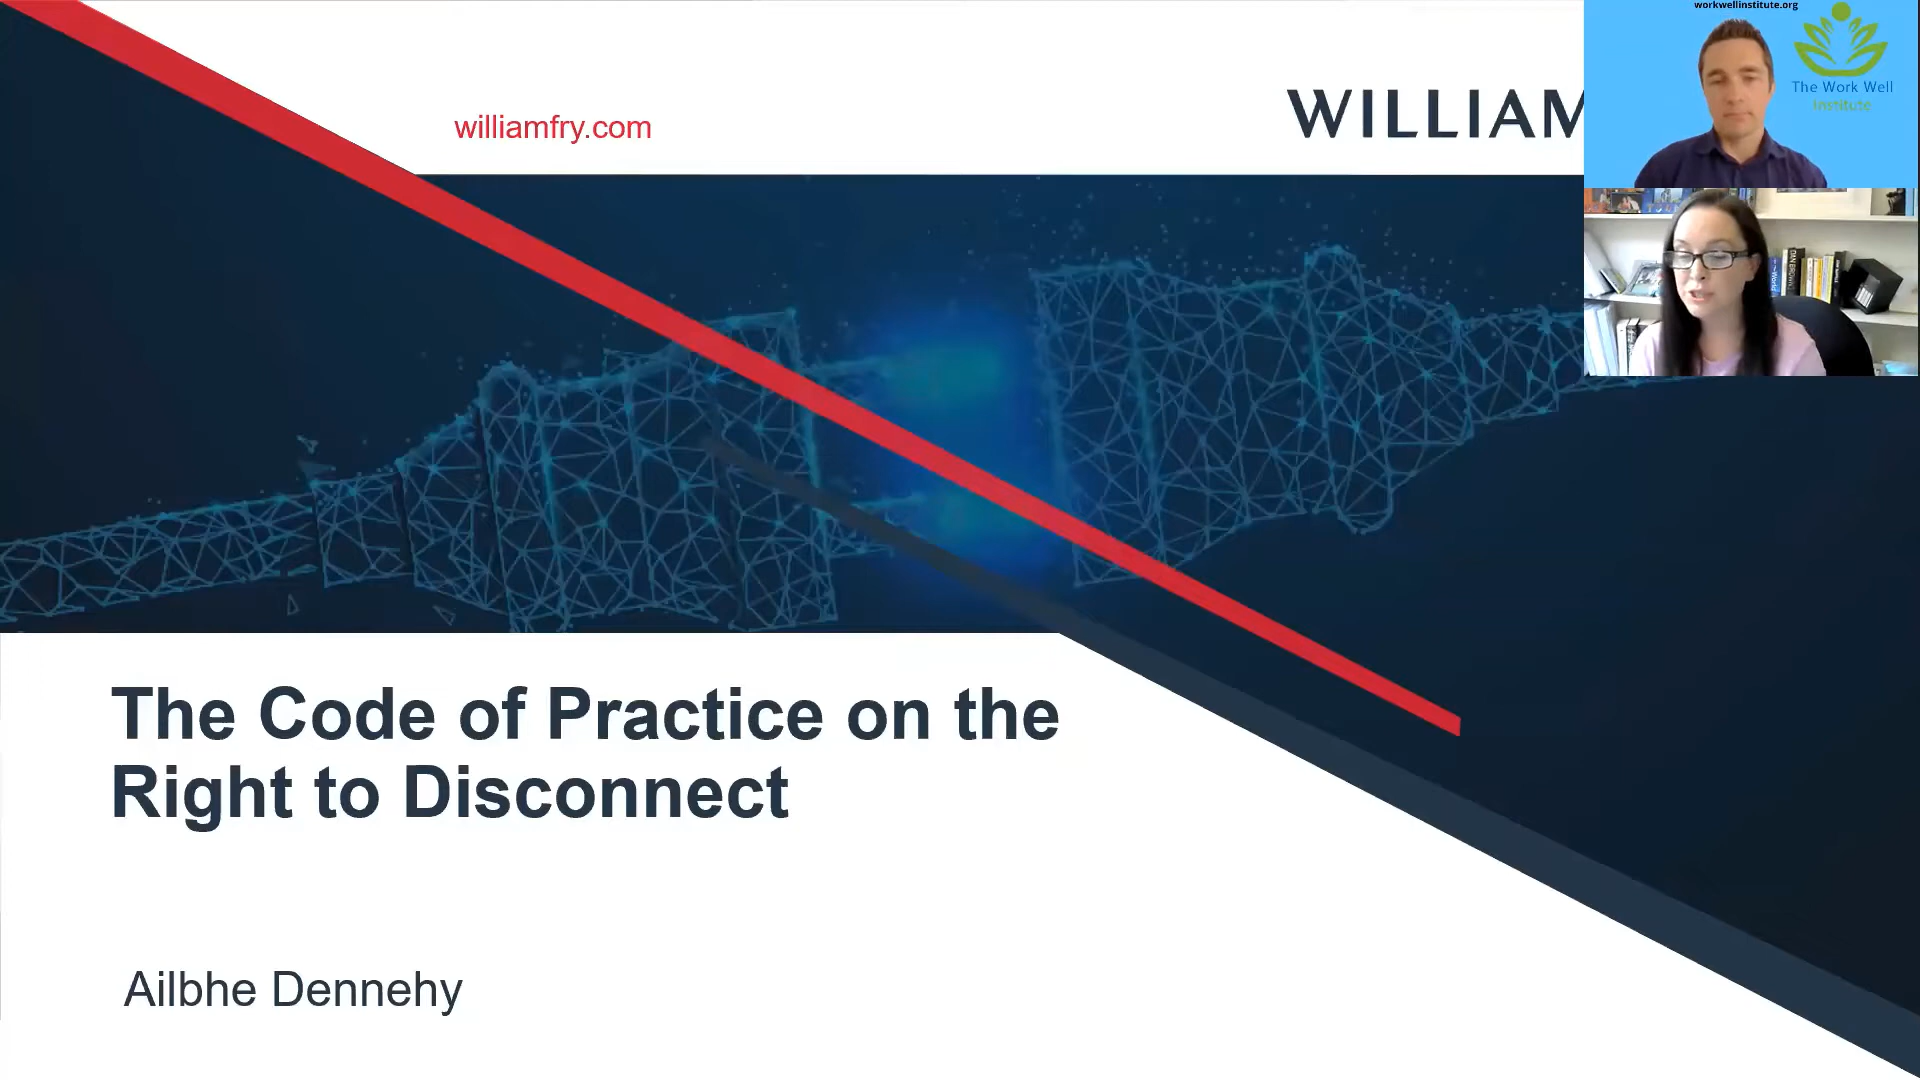 workwellinstitute.org
williamfry.com
WILLIAM
The Work Well
Institute
The Code of Practice on the
Right to Disconnect
Ailbhe Dennehy